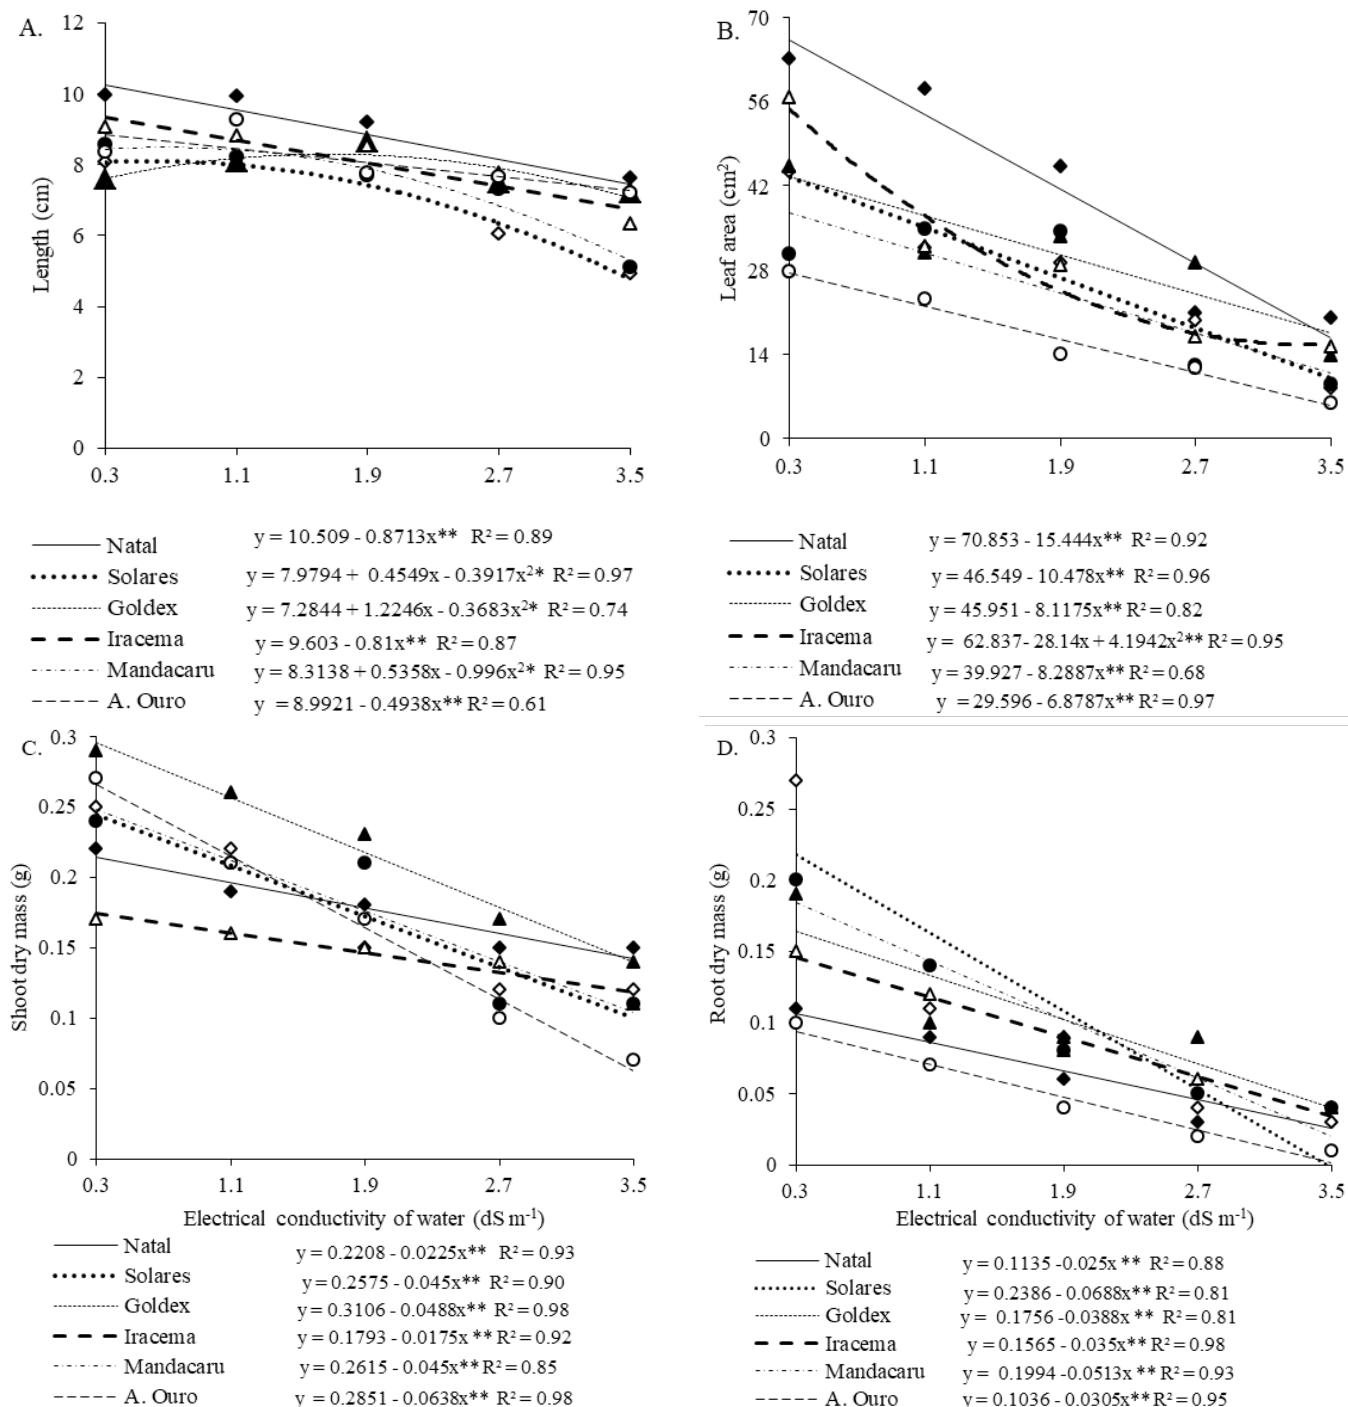 A.
12
10
8
6
4
2
0
Length (cm)
0.3 1.1 1.9 2.7 3.5
Natal y = 10.509 - 0.8713x** R² = 0.89
Solares y = 7.9794 + 0.4549x - 0.3917x²* R² = 0.97
Goldex y = 7.2844 + 1.2246x - 0.3683x²* R² = 0.74
Iracema y = 9.603 - 0.81x** R² = 0.87
Mandacaru y = 8.3138 + 0.5358x - 0.996x²* R² = 0.95
A. Ouro y = 8.9921 - 0.4938x** R² = 0.61
B.
70
56
42
28
14
0
Leaf area (cm²)
0.3 1.1 1.9 2.7 3.5
Natal y = 70.853 - 15.444x** R² = 0.92
Solares y = 46.549 - 10.478x** R² = 0.96
Goldex y = 45.951 - 8.1175x** R² = 0.82
Iracema y = 62.837 - 28.14x + 4.1942x²** R² = 0.95
Mandacaru y = 39.927 - 8.2887x** R² = 0.68
A. Ouro y = 29.596 - 6.8787x** R² = 0.97
C.
0.3
0.25
0.2
0.15
0.1
0.05
0
Shoot dry mass (g)
0.3 1.1 1.9 2.7 3.5
Electrical conductivity of water (dS m⁻¹)
Natal y = 0.2208 - 0.0225x** R² = 0.93
Solares y = 0.2575 - 0.045x** R² = 0.90
Goldex y = 0.3106 - 0.0488x** R² = 0.98
Iracema y = 0.1793 - 0.0175x** R² = 0.92
Mandacaru y = 0.2615 - 0.045x** R² = 0.85
A. Ouro y = 0.2851 - 0.0638x** R² = 0.98
D.
0.3
0.25
0.2
0.15
0.1
0.05
0
Root dry mass (g)
0.3 1.1 1.9 2.7 3.5
Electrical conductivity of water (dS m⁻¹)
Natal y = 0.1135 -0.025x ** R² = 0.88
Solares y = 0.2386 - 0.0688x** R² = 0.81
Goldex y = 0.1756 -0.0388x ** R² = 0.81
Iracema y = 0.1565 - 0.035x** R² = 0.98
Mandacaru y = 0.1994 -0.0513x ** R² = 0.93
A. Ouro y = 0.1036 - 0.0305x** R² = 0.95